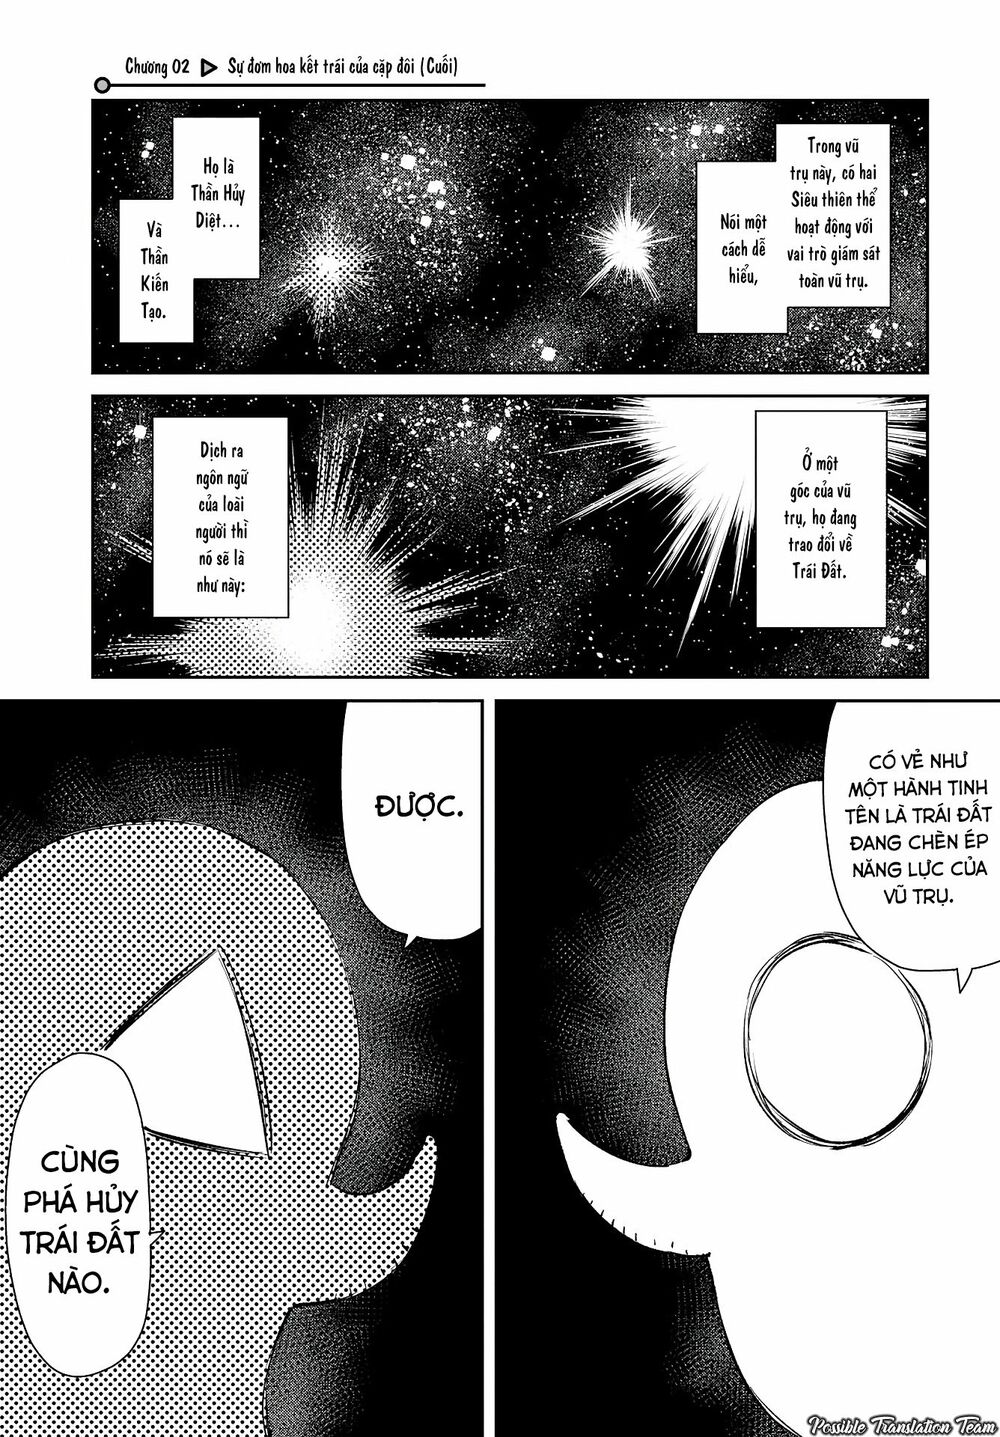 Chương 02 ▷ Sự đơm hoa kết trái của cặp đôi (Cuối)
Trong vũ
trụ này, có hai
Siêu thiên thể
hoạt động với
vai trò giám sát
toàn vũ trụ.
Nói một
cách dễ
hiểu,
Họ là
Thần Hủy
Diệt...
Và
Thần
Kiến
Tạo.
Ở một
góc của vũ
trụ, họ đang
trao đổi về
Trái Đất.
Dịch ra
ngôn ngữ
của loài
người thì
nó sẽ là
như này:
CÓ VẺ NHƯ
MỘT HÀNH TINH
TÊN LÀ TRÁI ĐẤT
ĐANG CHÈN ÉP
NĂNG LỰC CỦA
VŨ TRỤ.
ĐƯỢC.
CÙNG
PHÁ HỦY
TRÁI ĐẤT
NÀO.
Possible Translation Team